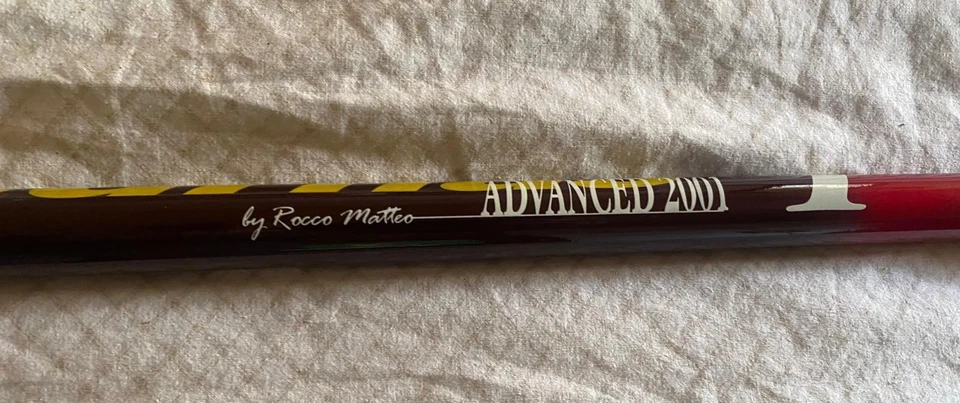 by Rocco Matteo
ADVANCED 2001
1